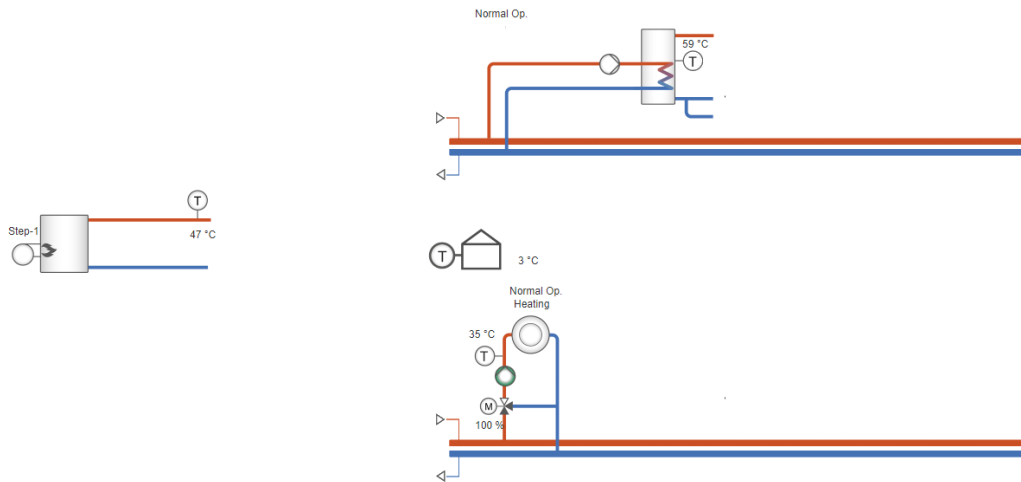 Normal Op.
59 °C
T
T
Step-1
47 °C
T
3 °C
Normal Op.
Heating
35 °C
T
M
100 %